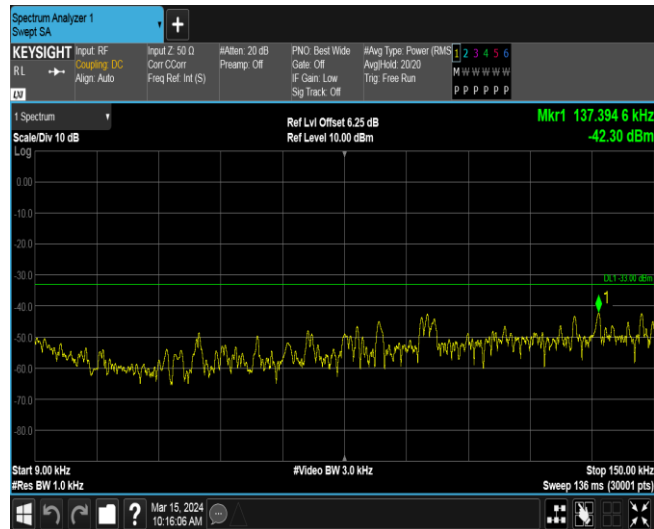 Spectrum Analyzer 1
Swept SA
+
KEYSIGHT Input: RF Input Z: 50 Ω #Atten: 20 dB PNO: Best Wide #Avg Type: Power (RMS 1 2 3 4 5 6
RL Coupling: DC Corr CCorr Preamp: Off Gate: Off Avg|Hold: 20/20 M W W W W W
Align: Auto Freq Ref: Int (S) IF Gain: Low Trig: Free Run
LXI Sig Track: Off P P P P P P
1 Spectrum Ref Lvl Offset 6.25 dB Mkr1 137.394 6 kHz
Scale/Div 10 dB Ref Level 10.00 dBm -42.30 dBm
Log
0.00
-10.0
-20.0
-30.0 DL1 -33.00 dBm
1
-40.0
-50.0
-60.0
-70.0
-80.0
Start 9.00 kHz #Video BW 3.0 kHz Stop 150.00 kHz
#Res BW 1.0 kHz Sweep 136 ms (30001 pts)
? Mar 15, 2024
10:16:06 AM